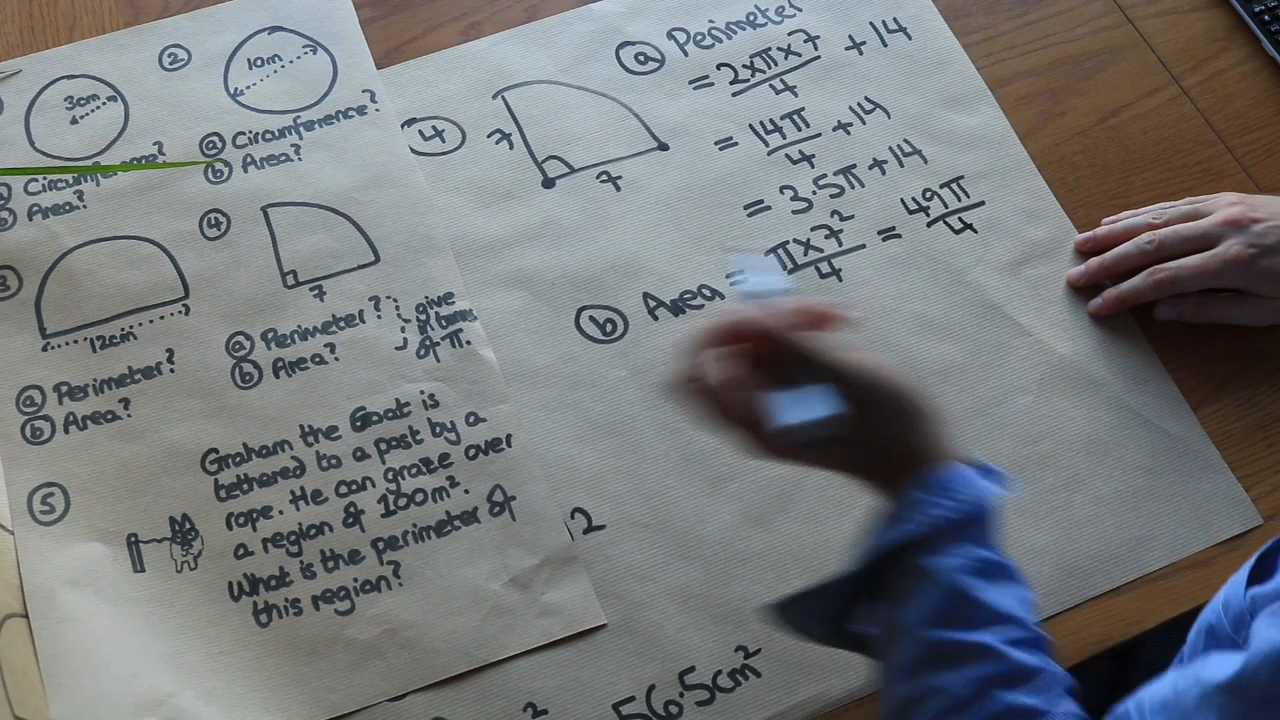 ②
3cm
10m
ⓐ Circumference?
ⓑ Area?
Circumference?
Area?
③
12cm
ⓐ Perimeter?
ⓑ Area?
④
7
ⓐ Perimeter?
ⓑ Area?
give
in terms
of π.
⑤
Graham the Goat is
tethered to a post by a
rope. He can graze over
a region of 100m².
What is the perimeter of
this region?
④
7
7
ⓐ Perimeter
= 2×π×7/4 + 14
= 14π/4 + 14
= 3.5π + 14
ⓑ Area = π×7²/4 = 49π/4
12
2
56.5cm²